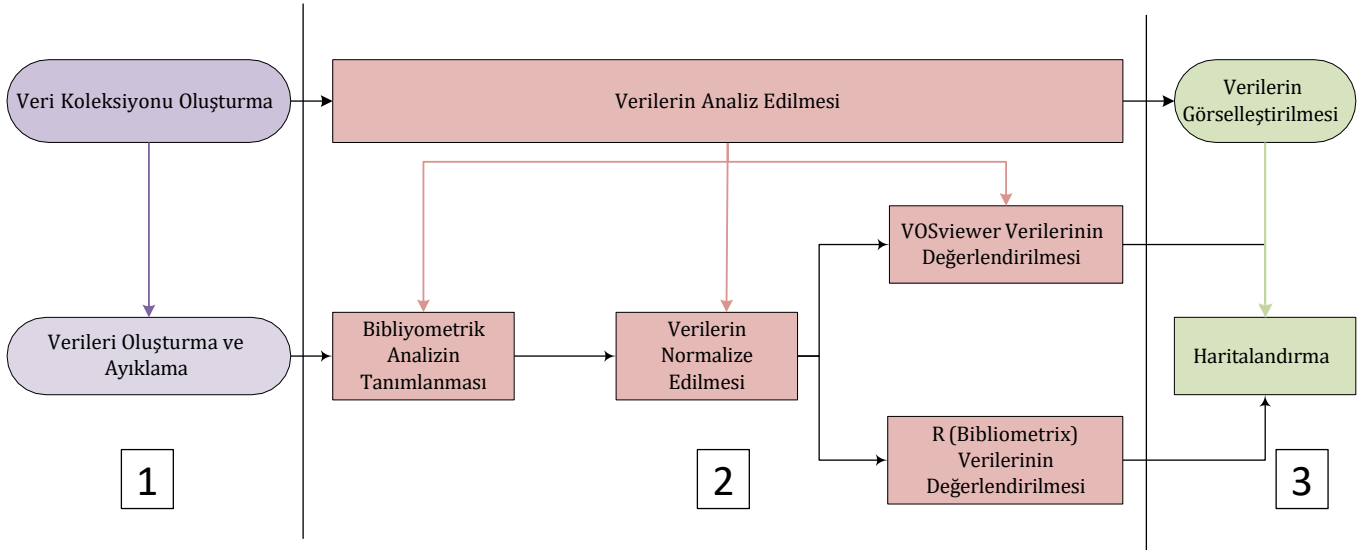 Veri Koleksiyonu Oluşturma
Verilerin Analiz Edilmesi
Verilerin
Görselleştirilmesi
VOSviewer Verilerinin
Değerlendirilmesi
Verileri Oluşturma ve
Ayıklama
Bibliyometrik
Analizin
Tanımlanması
Verilerin
Normalize
Edilmesi
Haritalandırma
R (Bibliometrix)
Verilerinin
Değerlendirilmesi
1
2
3